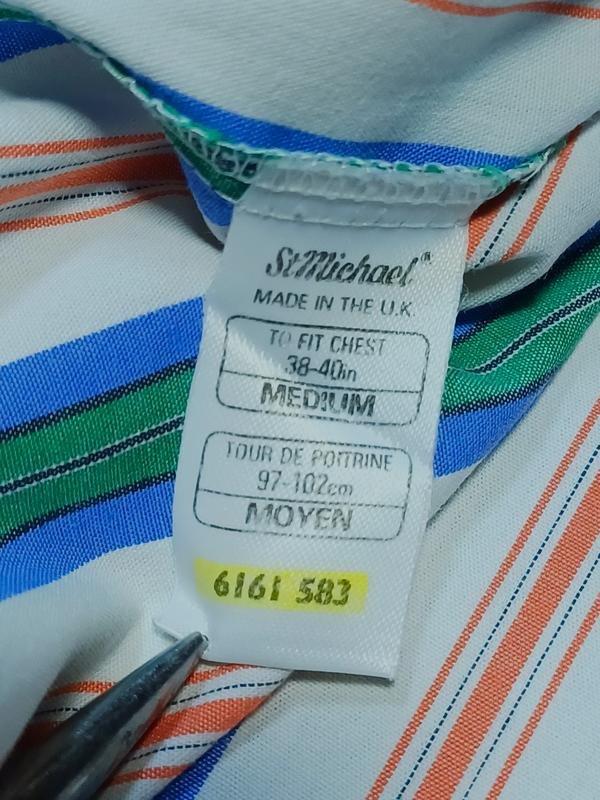 StMichael®
MADE IN THE U.K.
TO FIT CHEST
38-40in
MEDIUM
TOUR DE POITRINE
97-102cm
MOYEN
6161 583